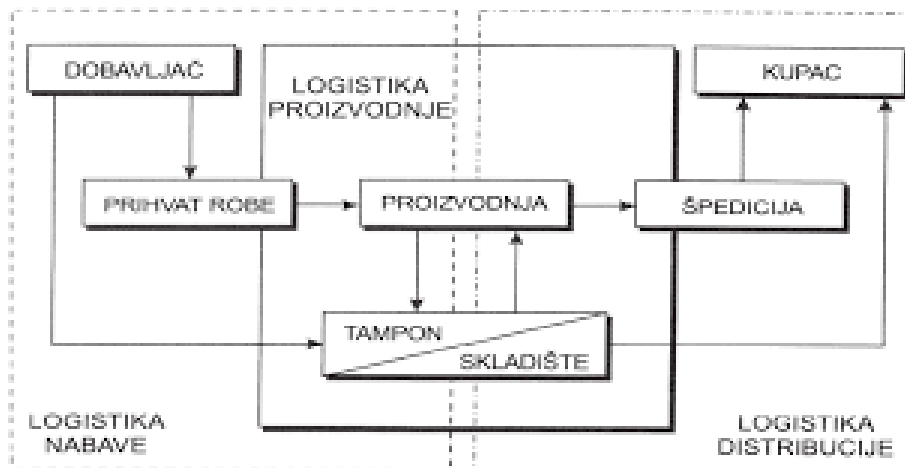 DOBAVLJAČ
LOGISTIKA
PROIZVODNJE
KUPAC
PRIHVAT ROBE
PROIZVODNJA
ŠPEDICIJA
TAMPON
SKLADIŠTE
LOGISTIKA
NABAVE
LOGISTIKA
DISTRIBUCIJE